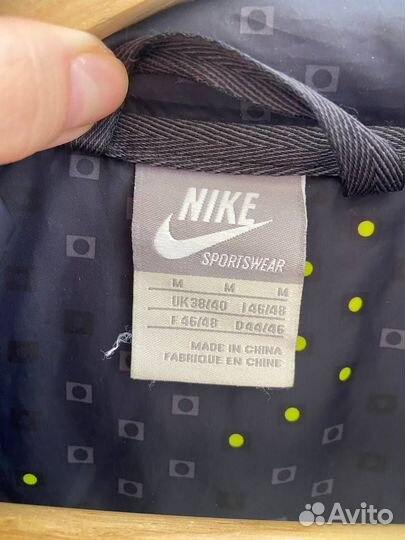 NIKE
SPORTSWEAR
M M M
UK 38/40 I 46/48
F 46/48 D 44/46
MADE IN CHINA
FABRIQUE EN CHINE
Avito